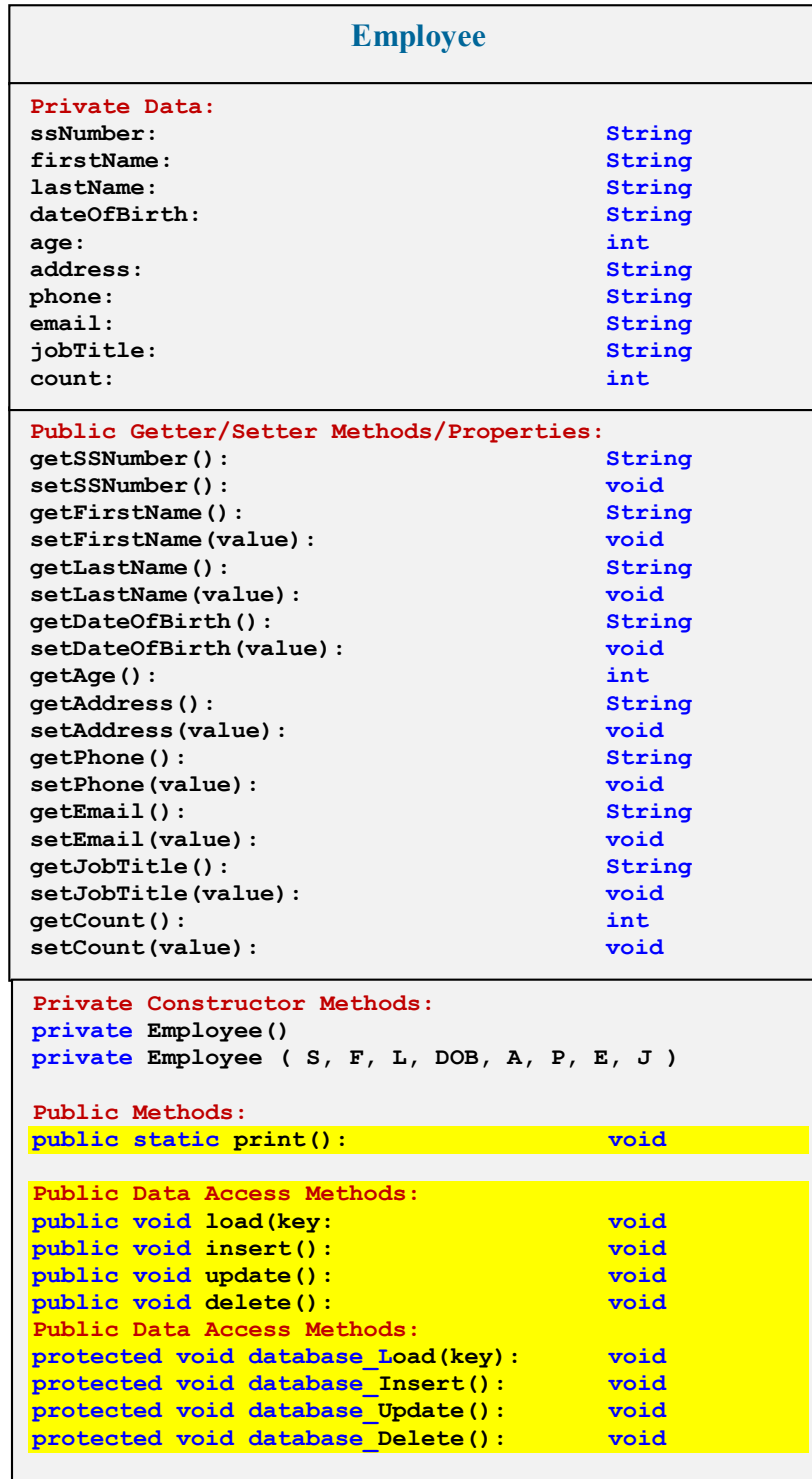 Employee
Private Data:
ssNumber: String
firstName: String
lastName: String
dateOfBirth: String
age: int
address: String
phone: String
email: String
jobTitle: String
count: int
Public Getter/Setter Methods/Properties:
getSSNumber(): String
setSSNumber(): void
getFirstName(): String
setFirstName(value): void
getLastName(): String
setLastName(value): void
getDateOfBirth(): String
setDateOfBirth(value): void
getAge(): int
getAddress(): String
setAddress(value): void
getPhone(): String
setPhone(value): void
getEmail(): String
setEmail(value): void
getJobTitle(): String
setJobTitle(value): void
getCount(): int
setCount(value): void
Private Constructor Methods:
private Employee()
private Employee ( S, F, L, DOB, A, P, E, J )
Public Methods:
public static print(): void
Public Data Access Methods:
public void load(key: void
public void insert(): void
public void update(): void
public void delete(): void
Public Data Access Methods:
protected void database_Load(key): void
protected void database_Insert(): void
protected void database_Update(): void
protected void database_Delete(): void